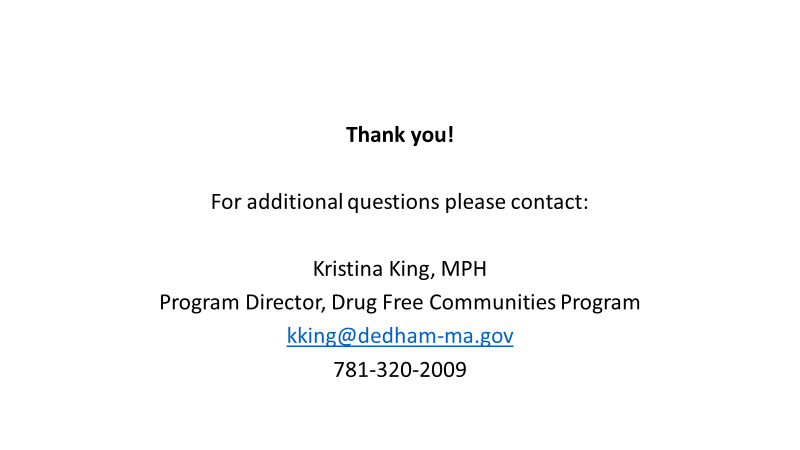 Thank you!
For additional questions please contact:
Kristina King, MPH
Program Director, Drug Free Communities Program
kking@dedham-ma.gov
781-320-2009